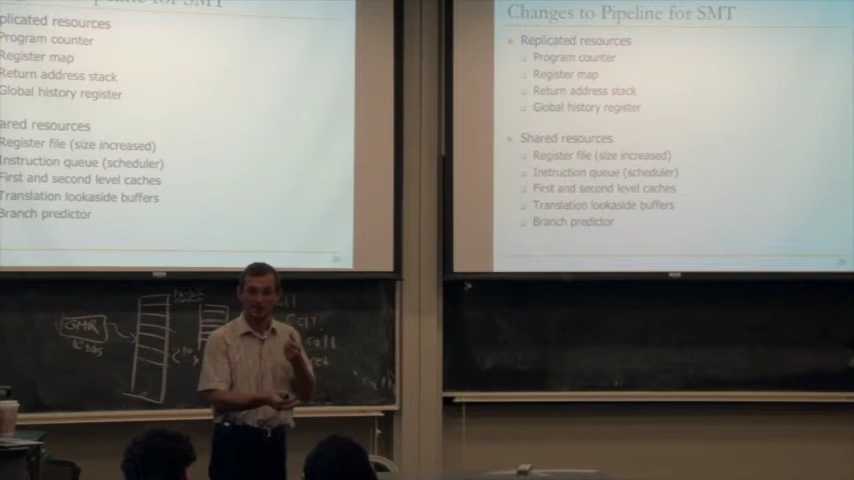 plicated resources
Program counter
Register map
Return address stack
Global history register
ared resources
Register file (size increased)
Instruction queue (scheduler)
First and second level caches
Translation lookaside buffers
Branch predictor
Changes to Pipeline for SMT
Replicated resources
Program counter
Register map
Return address stack
Global history register
Shared resources
Register file (size increased)
Instruction queue (scheduler)
First and second level caches
Translation lookaside buffers
Branch predictor
GHR
call